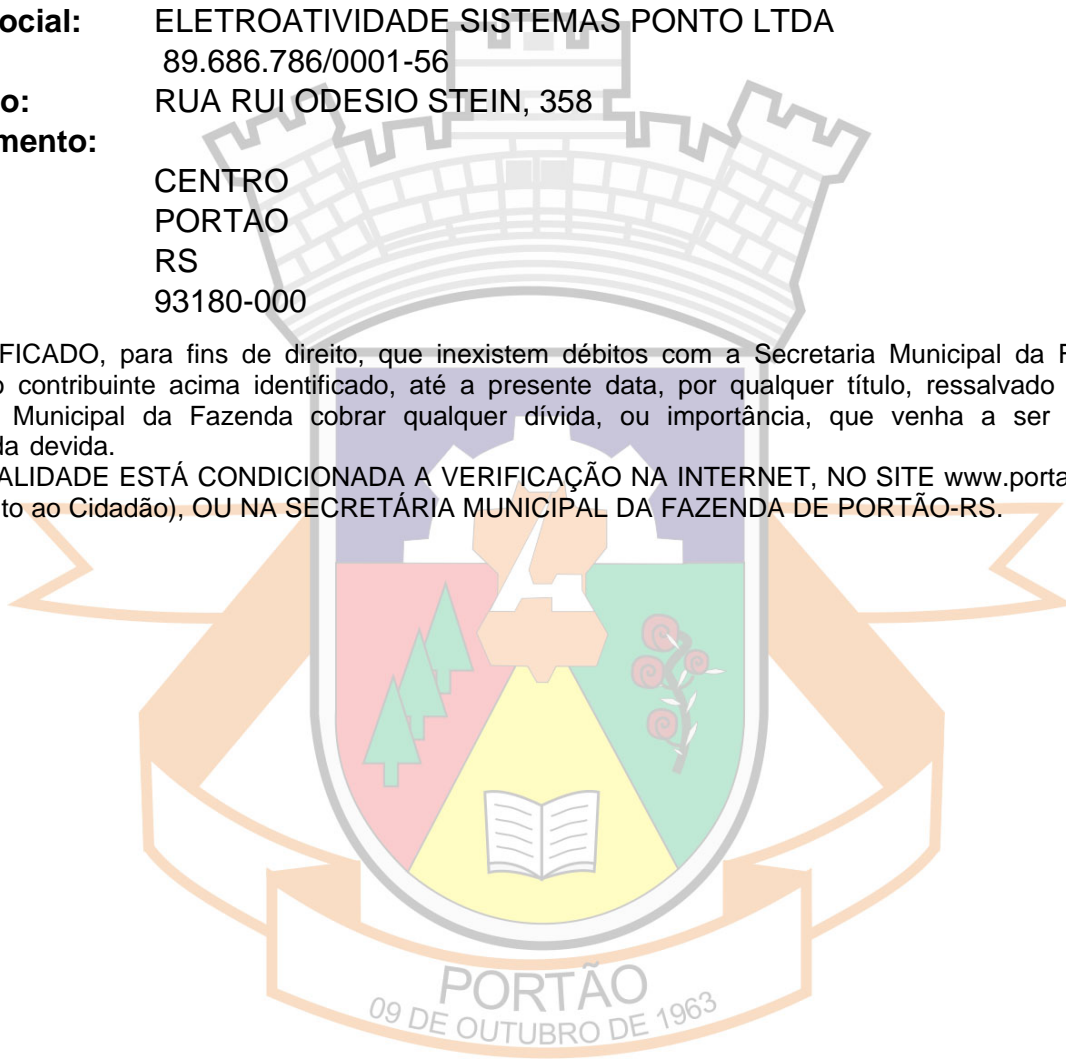 ocial: ELETROATIVIDADE SISTEMAS PONTO LTDA
89.686.786/0001-56
o: RUA RUI ODESIO STEIN, 358
mento:
CENTRO
PORTAO
RS
93180-000
FICADO, para fins de direito, que inexistem débitos com a Secretaria Municipal da F
o contribuinte acima identificado, até a presente data, por qualquer título, ressalvado
Municipal da Fazenda cobrar qualquer dívida, ou importância, que venha a ser
da devida.
ALIDADE ESTÁ CONDICIONADA A VERIFICAÇÃO NA INTERNET, NO SITE www.porta
to ao Cidadão), OU NA SECRETÁRIA MUNICIPAL DA FAZENDA DE PORTÃO-RS.
PORTÃO
09 DE OUTUBRO DE 1963